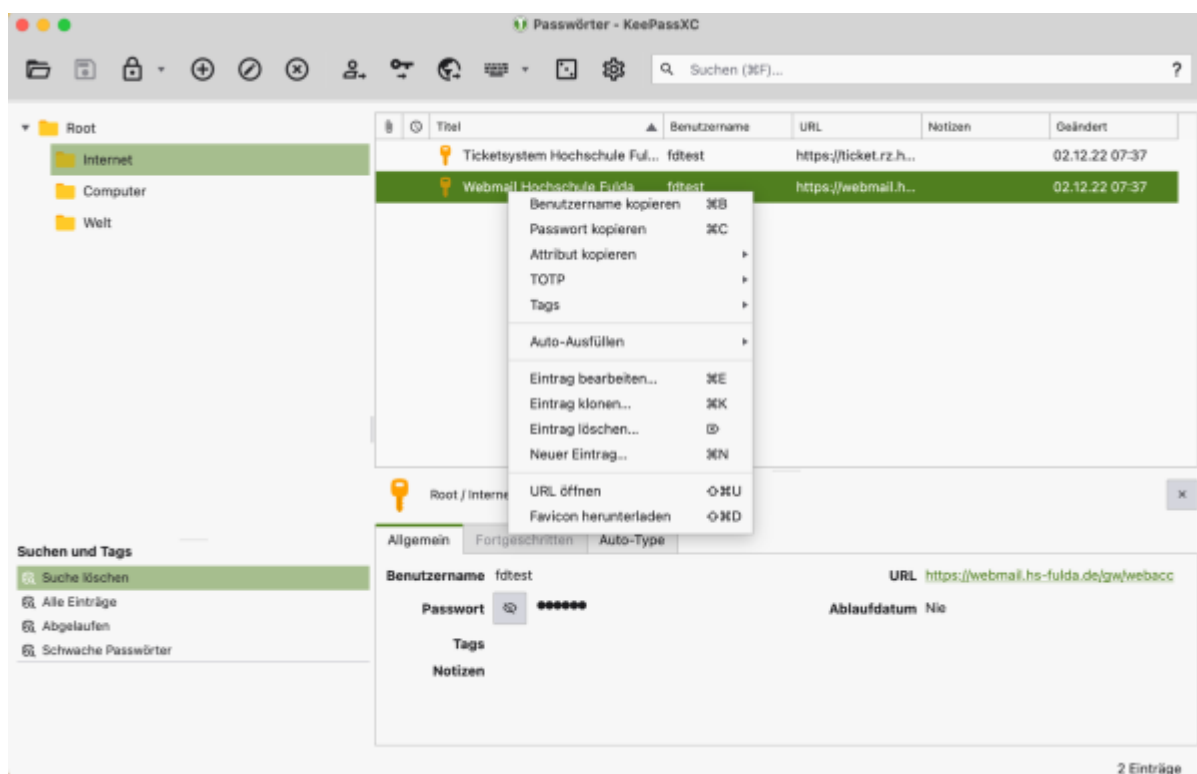 Passwörter - KeePassXC
Suchen (⌘F)...
?
Root
Internet
Computer
Welt
Titel Benutzername URL Notizen Geändert
Ticketsystem Hochschule Ful... fdtest https://ticket.rz.h... 02.12.22 07:37
Webmail Hochschule Fulda fdtest https://webmail.h... 02.12.22 07:37
Benutzername kopieren ⌘B
Passwort kopieren ⌘C
Attribut kopieren
TOTP
Tags
Auto-Ausfüllen
Eintrag bearbeiten... ⌘E
Eintrag klonen... ⌘K
Eintrag löschen... ⌦
Neuer Eintrag... ⌘N
URL öffnen ⇧⌘U
Favicon herunterladen ⇧⌘D
Root / Interne
Allgemein Fortgeschritten Auto-Type
Benutzername fdtest URL https://webmail.hs-fulda.de/gw/webacc
Passwort ●●●●●● Ablaufdatum Nie
Tags
Notizen
Suchen und Tags
Suche löschen
Alle Einträge
Abgelaufen
Schwache Passwörter
2 Einträge